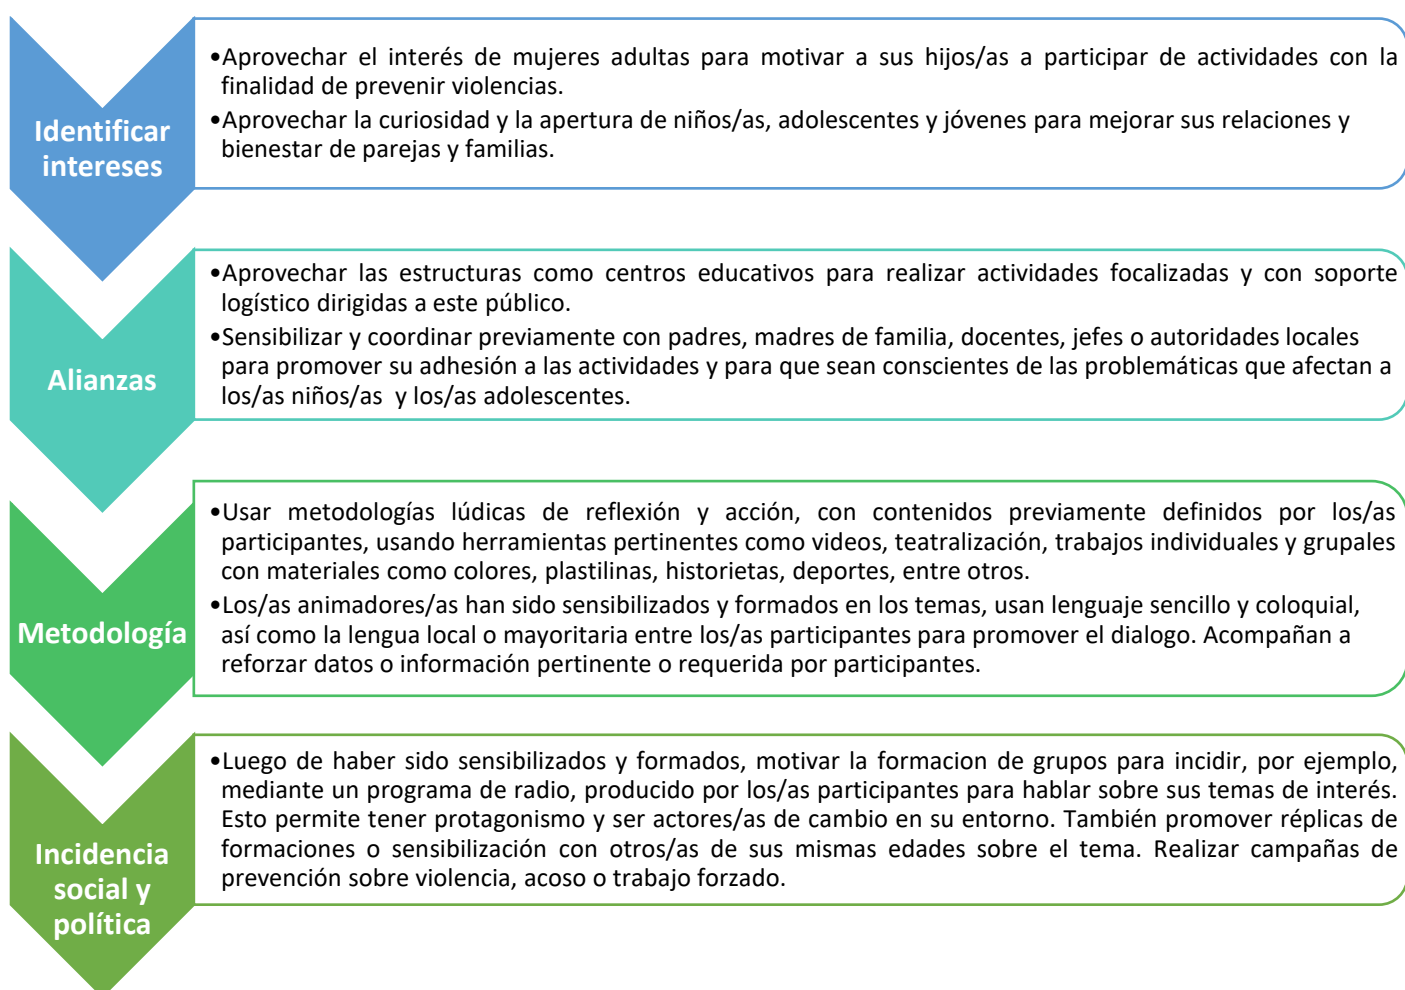 Identificar
intereses
•Aprovechar el interés de mujeres adultas para motivar a sus hijos/as a participar de actividades con la
finalidad de prevenir violencias.
•Aprovechar la curiosidad y la apertura de niños/as, adolescentes y jóvenes para mejorar sus relaciones y
bienestar de parejas y familias.
Alianzas
•Aprovechar las estructuras como centros educativos para realizar actividades focalizadas y con soporte
logístico dirigidas a este público.
•Sensibilizar y coordinar previamente con padres, madres de familia, docentes, jefes o autoridades locales
para promover su adhesión a las actividades y para que sean conscientes de las problemáticas que afectan a
los/as niños/as y los/as adolescentes.
Metodología
•Usar metodologías lúdicas de reflexión y acción, con contenidos previamente definidos por los/as
participantes, usando herramientas pertinentes como videos, teatralización, trabajos individuales y grupales
con materiales como colores, plastilinas, historietas, deportes, entre otros.
•Los/as animadores/as han sido sensibilizados y formados en los temas, usan lenguaje sencillo y coloquial,
así como la lengua local o mayoritaria entre los/as participantes para promover el dialogo. Acompañan a
reforzar datos o información pertinente o requerida por participantes.
Incidencia
social y
política
•Luego de haber sido sensibilizados y formados, motivar la formacion de grupos para incidir, por ejemplo,
mediante un programa de radio, producido por los/as participantes para hablar sobre sus temas de interés.
Esto permite tener protagonismo y ser actores/as de cambio en su entorno. También promover réplicas de
formaciones o sensibilización con otros/as de sus mismas edades sobre el tema. Realizar campañas de
prevención sobre violencia, acoso o trabajo forzado.